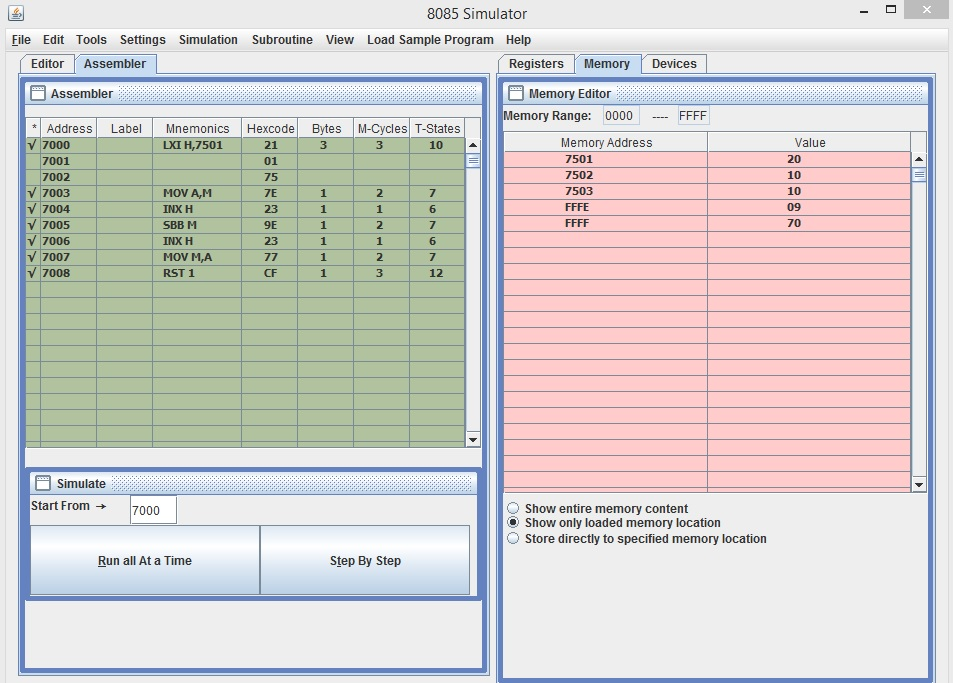 8085 Simulator
File Edit Tools Settings Simulation Subroutine View Load Sample Program Help
Editor Assembler
Assembler
* Address Label Mnemonics Hexcode Bytes M-Cycles T-States
√ 7000 LXI H,7501 21 3 3 10
7001 01
7002 75
√ 7003 MOV A,M 7E 1 2 7
√ 7004 INX H 23 1 1 6
√ 7005 SBB M 9E 1 2 7
√ 7006 INX H 23 1 1 6
√ 7007 MOV M,A 77 1 2 7
√ 7008 RST 1 CF 1 3 12
Simulate
Start From → 7000
Run all At a Time Step By Step
Registers Memory Devices
Memory Editor
Memory Range: 0000 ---- FFFF
Memory Address Value
7501 20
7502 10
7503 10
FFFE 09
FFFF 70
Show entire memory content
Show only loaded memory location
Store directly to specified memory location